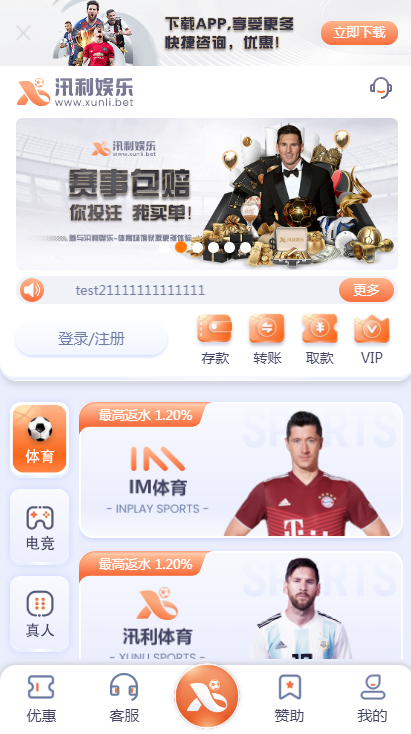 下载APP,享受更多
快捷咨询，优惠！
立即下载
汛利娱乐
www.xunli.bet
汛利娱乐
www.xunli.bet
赛事包赔
你投注 我买单!
test21111111111111
更多
登录/注册
存款
转账
取款
VIP
体育
电竞
真人
最高返水 1.20%
SPORTS
IM体育
- INPLAY SPORTS -
最高返水 1.20%
SPORTS
汛利体育
- XUNLI SPORTS -
优惠
客服
赞助
我的